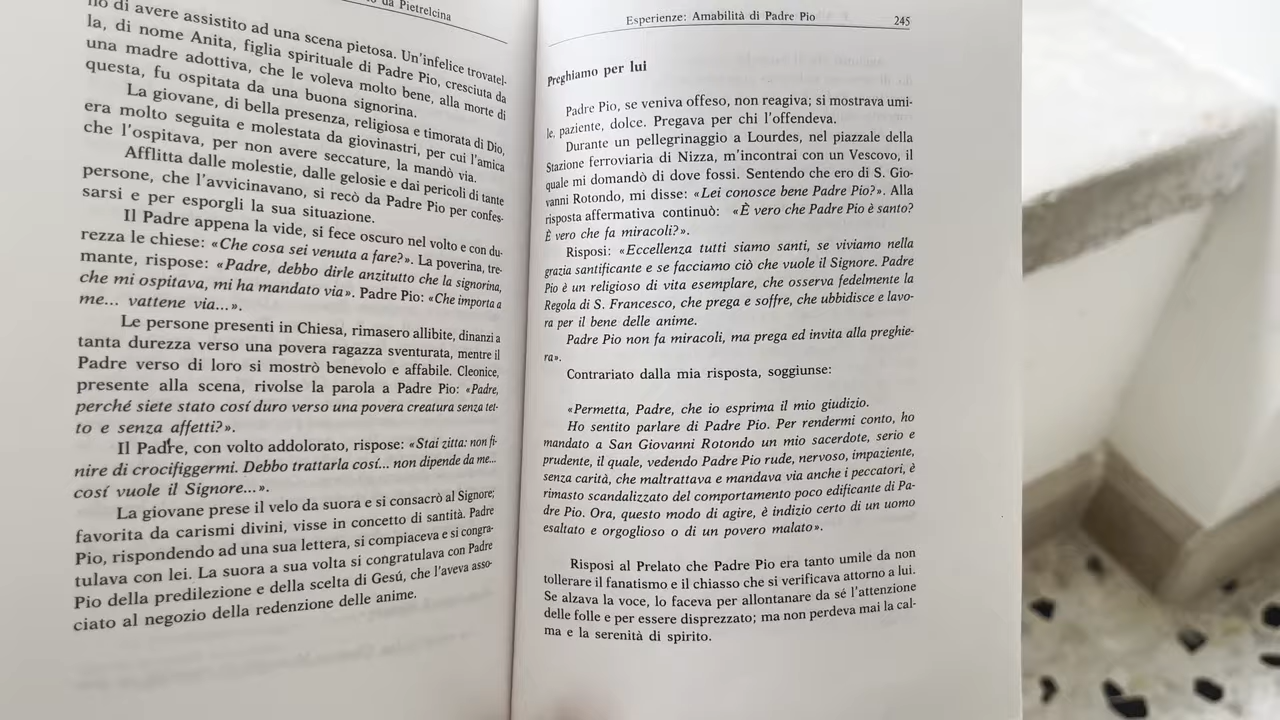 da Pietrelcina
no di avere assistito ad una scena pietosa. Un'infelice trovatel-
la, di nome Anita, figlia spirituale di Padre Pio, cresciuta da
una madre adottiva, che le voleva molto bene, alla morte di
questa, fu ospitata da una buona signorina.
La giovane, di bella presenza, religiosa e timorata di Dio,
era molto seguita e molestata da giovinastri, per cui l'amica
che l'ospitava, per non avere seccature, la mandò via.
Afflitta dalle molestie, dalle gelosie e dai pericoli di tante
persone, che l'avvicinavano, si recò da Padre Pio per confes-
sarsi e per esporgli la sua situazione.
Il Padre appena la vide, si fece oscuro nel volto e con du-
rezza le chiese: «Che cosa sei venuta a fare?». La poverina, tre-
mante, rispose: «Padre, debbo dirle anzitutto che la signorina,
che mi ospitava, mi ha mandato via». Padre Pio: «Che importa a
me... vattene via...».
Le persone presenti in Chiesa, rimasero allibite, dinanzi a
tanta durezza verso una povera ragazza sventurata, mentre il
Padre verso di loro si mostrò benevolo e affabile. Cleonice,
presente alla scena, rivolse la parola a Padre Pio: «Padre,
perché siete stato cosí duro verso una povera creatura senza tet-
to e senza affetti?».
Il Padre, con volto addolorato, rispose: «Stai zitta: non fi-
nire di crocifiggermi. Debbo trattarla cosí... non dipende da me...
cosí vuole il Signore...».
La giovane prese il velo da suora e si consacrò al Signore;
favorita da carismi divini, visse in concetto di santità. Padre
Pio, rispondendo ad una sua lettera, si compiaceva e si congra-
tulava con lei. La suora a sua volta si congratulava con Padre
Pio della predilezione e della scelta di Gesú, che l'aveva asso-
ciato al negozio della redenzione delle anime.
Esperienze: Amabilità di Padre Pio 245
Preghiamo per lui
Padre Pio, se veniva offeso, non reagiva; si mostrava umi-
le, paziente, dolce. Pregava per chi l'offendeva.
Durante un pellegrinaggio a Lourdes, nel piazzale della
Stazione ferroviaria di Nizza, m'incontrai con un Vescovo, il
quale mi domandò di dove fossi. Sentendo che ero di S. Gio-
vanni Rotondo, mi disse: «Lei conosce bene Padre Pio?». Alla
risposta affermativa continuò: «È vero che Padre Pio è santo?
È vero che fa miracoli?».
Risposi: «Eccellenza tutti siamo santi, se viviamo nella
grazia santificante e se facciamo ciò che vuole il Signore. Padre
Pio è un religioso di vita esemplare, che osserva fedelmente la
Regola di S. Francesco, che prega e soffre, che ubbidisce e lavo-
ra per il bene delle anime.
Padre Pio non fa miracoli, ma prega ed invita alla preghie-
ra».
Contrariato dalla mia risposta, soggiunse:
«Permetta, Padre, che io esprima il mio giudizio.
Ho sentito parlare di Padre Pio. Per rendermi conto, ho
mandato a San Giovanni Rotondo un mio sacerdote, serio e
prudente, il quale, vedendo Padre Pio rude, nervoso, impaziente,
senza carità, che maltrattava e mandava via anche i peccatori, è
rimasto scandalizzato del comportamento poco edificante di Pa-
dre Pio. Ora, questo modo di agire, è indizio certo di un uomo
esaltato e orgoglioso o di un povero malato».
Risposi al Prelato che Padre Pio era tanto umile da non
tollerare il fanatismo e il chiasso che si verificava attorno a lui.
Se alzava la voce, lo faceva per allontanare da sé l'attenzione
delle folle e per essere disprezzato; ma non perdeva mai la cal-
ma e la serenità di spirito.